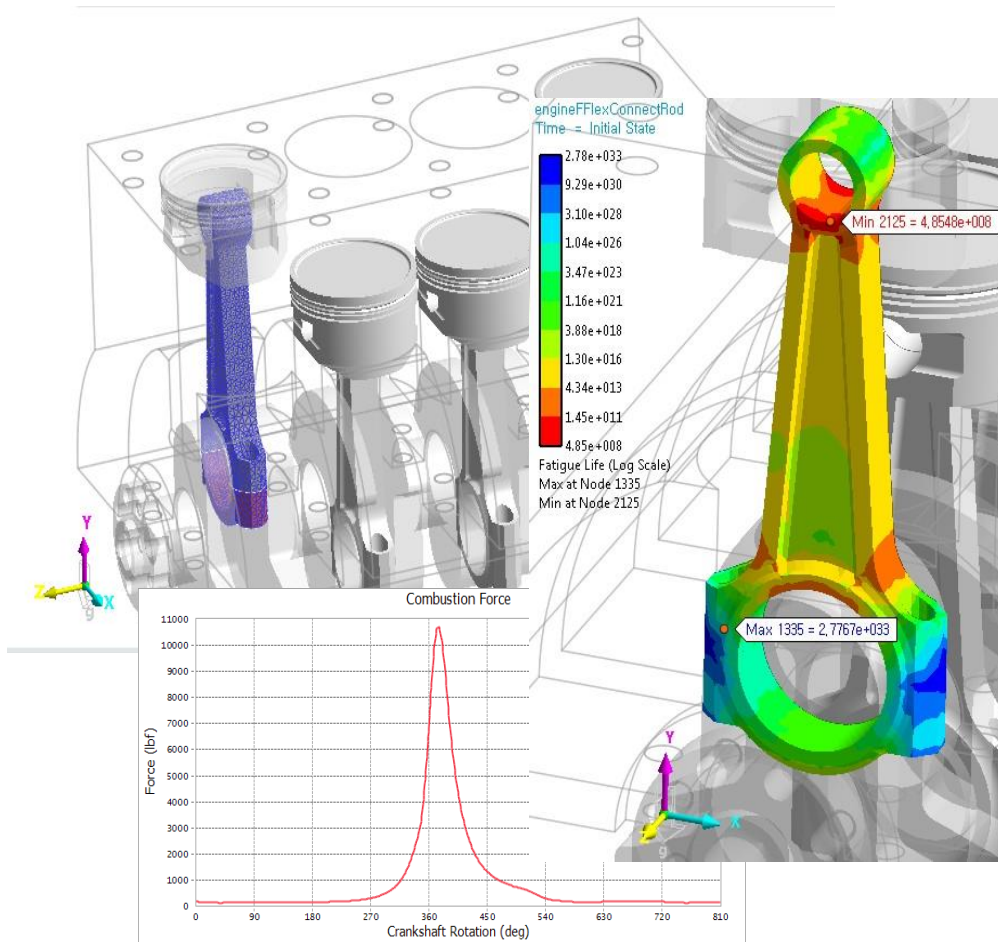 engineFFlexConnectRod
Time = Initial State
2.78e+033
9.29e+030
3.10e+028
1.04e+026
3.47e+023
1.16e+021
3.88e+018
1.30e+016
4.34e+013
1.45e+011
4.85e+008
Fatigue Life (Log Scale)
Max at Node 1335
Min at Node 2125
Min 2125 = 4,8548e+008
Max 1335 = 2,7767e+033
Y
Z
X
g
Y
X
Z
g
Combustion Force
Force (lbf)
11000
10000
9000
8000
7000
6000
5000
4000
3000
2000
1000
0
0 90 180 270 360 450 540 630 720 810
Crankshaft Rotation (deg)